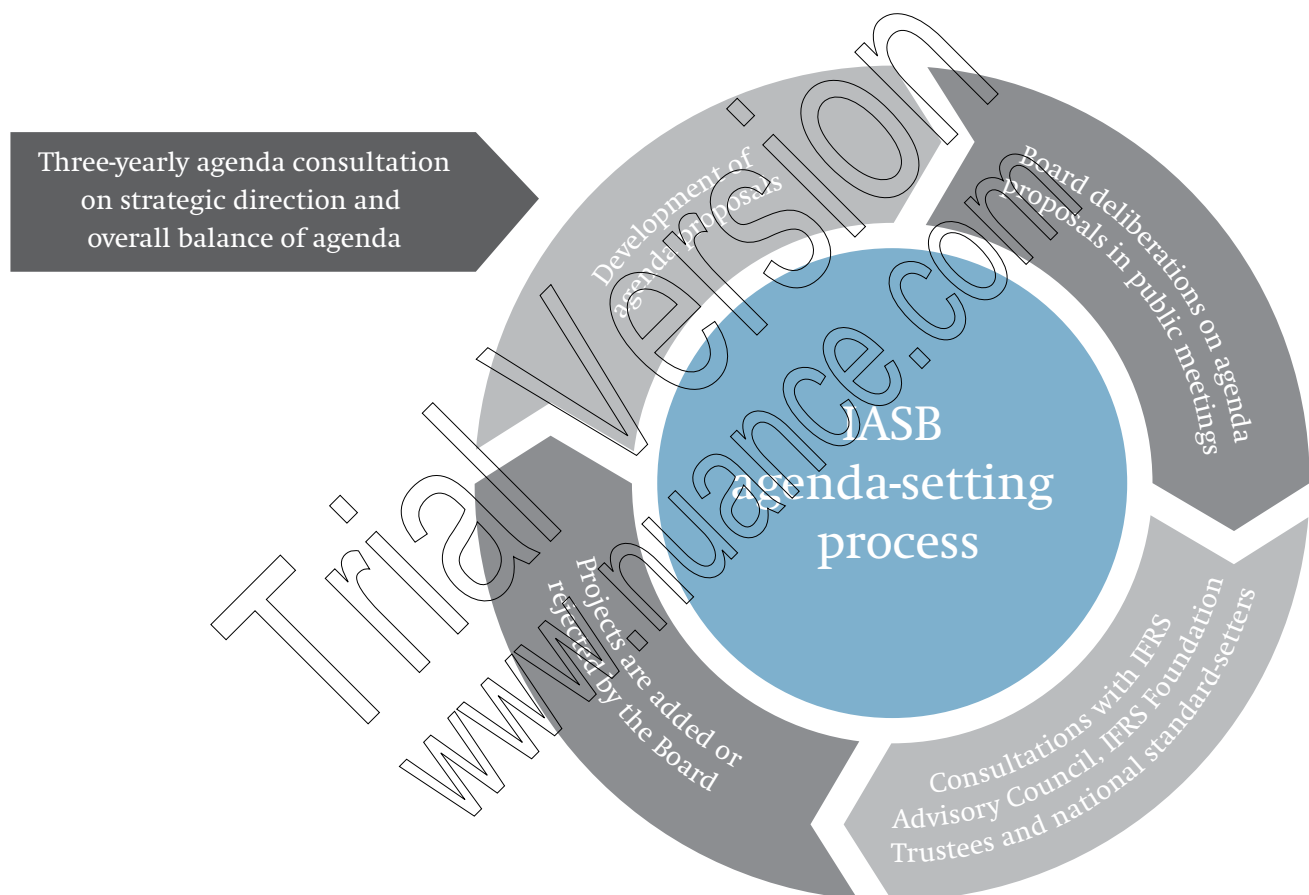 Three-yearly agenda consultation
on strategic direction and
overall balance of agenda
Development of
agenda proposals
Board deliberations on agenda
proposals in public meetings
Consultations with IFRS
Advisory Council, IFRS Foundation
Trustees and national standard-setters
Projects are added or
rejected by the Board
IASB
agenda-setting
process
Trial Version
www.nuance.com